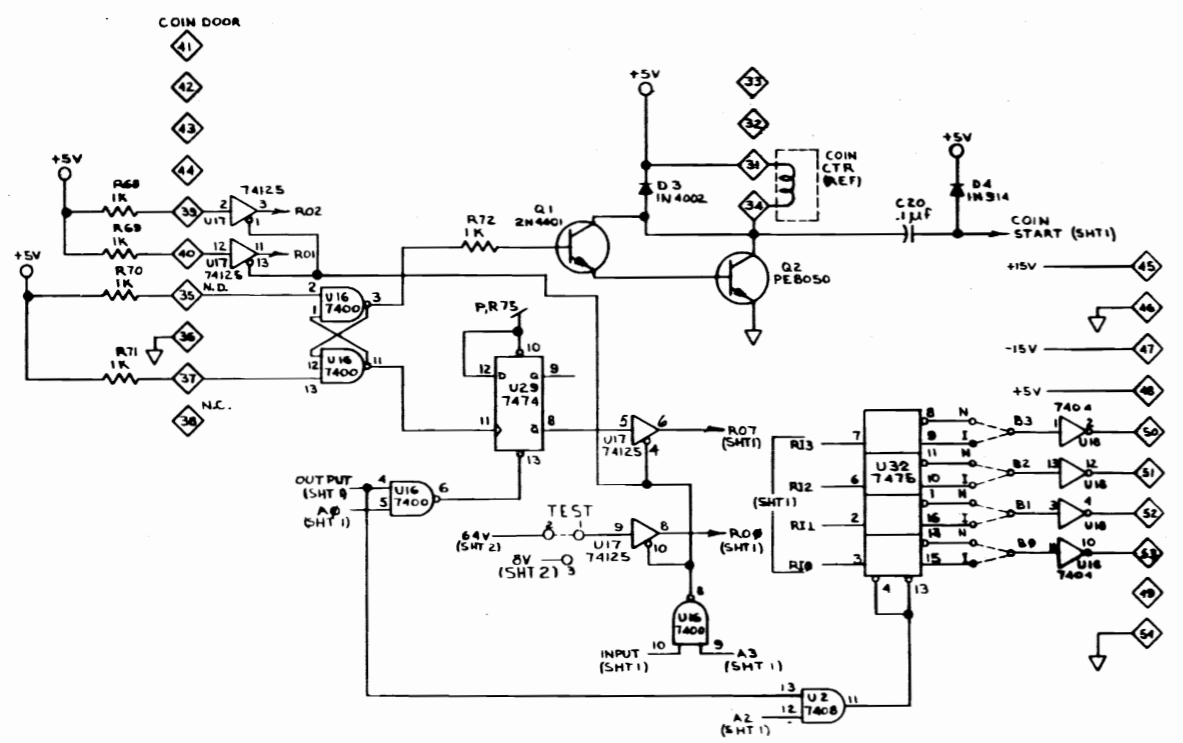 COIN DOOR
41
42
43
44
+5V
R68
1K
39
2
74125
3
U17
1
R02
R69
1K
40
12
11
U17
13
74125
R01
+5V
R70
1K
35
N.D.
2
1
U16
7400
3
36
R71
1K
37
12
13
U16
7400
11
38
N.C.
R72
1K
Q1
2N4401
+5V
D3
1N4002
33
32
31
34
COIN
CTR
(REF)
Q2
PE8050
C20
.1µF
+5V
D4
1N914
COIN
START (SHT1)
+15V
45
46
-15V
47
+5V
48
P,R75
10
12
D
Q
9
U29
7474
11
Q
8
13
5
6
U17
74125
4
R07
(SHT1)
OUTPUT
(SHT 1)
4
A0
(SHT 1)
5
U16
7400
6
64V
(SHT 2)
TEST
2
1
8V
(SHT 2)
3
9
8
U17
74125
10
R00
(SHT1)
8
U16
7400
10
9
INPUT
(SHT 1)
A3
(SHT 1)
RI3
7
RI2
6
(SHT 1)
RI1
2
RI0
3
U32
7475
8
N
9
I
11
N
10
I
1
N
16
I
14
N
15
I
4
13
B3
1
7404
2
U18
50
B2
13
12
U18
51
B1
3
4
U18
52
B0
11
10
U18
7404
53
49
54
13
12
U2
7408
11
A2
(SHT 1)